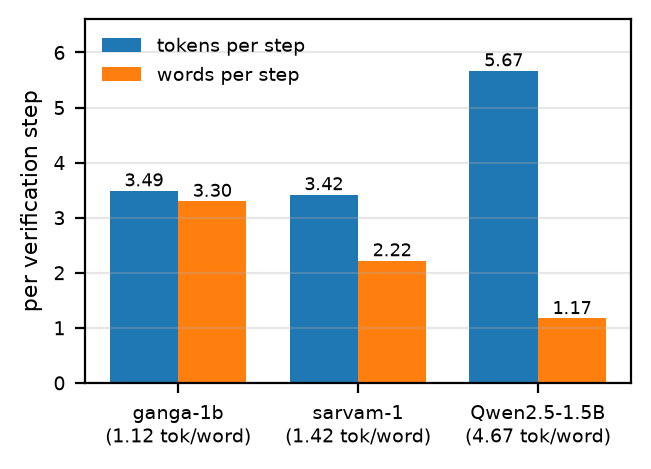 tokens per step
words per step
per verification step
6
5
4
3
2
1
0
3.49
3.30
3.42
2.22
5.67
1.17
ganga-1b
(1.12 tok/word)
sarvam-1
(1.42 tok/word)
Qwen2.5-1.5B
(4.67 tok/word)